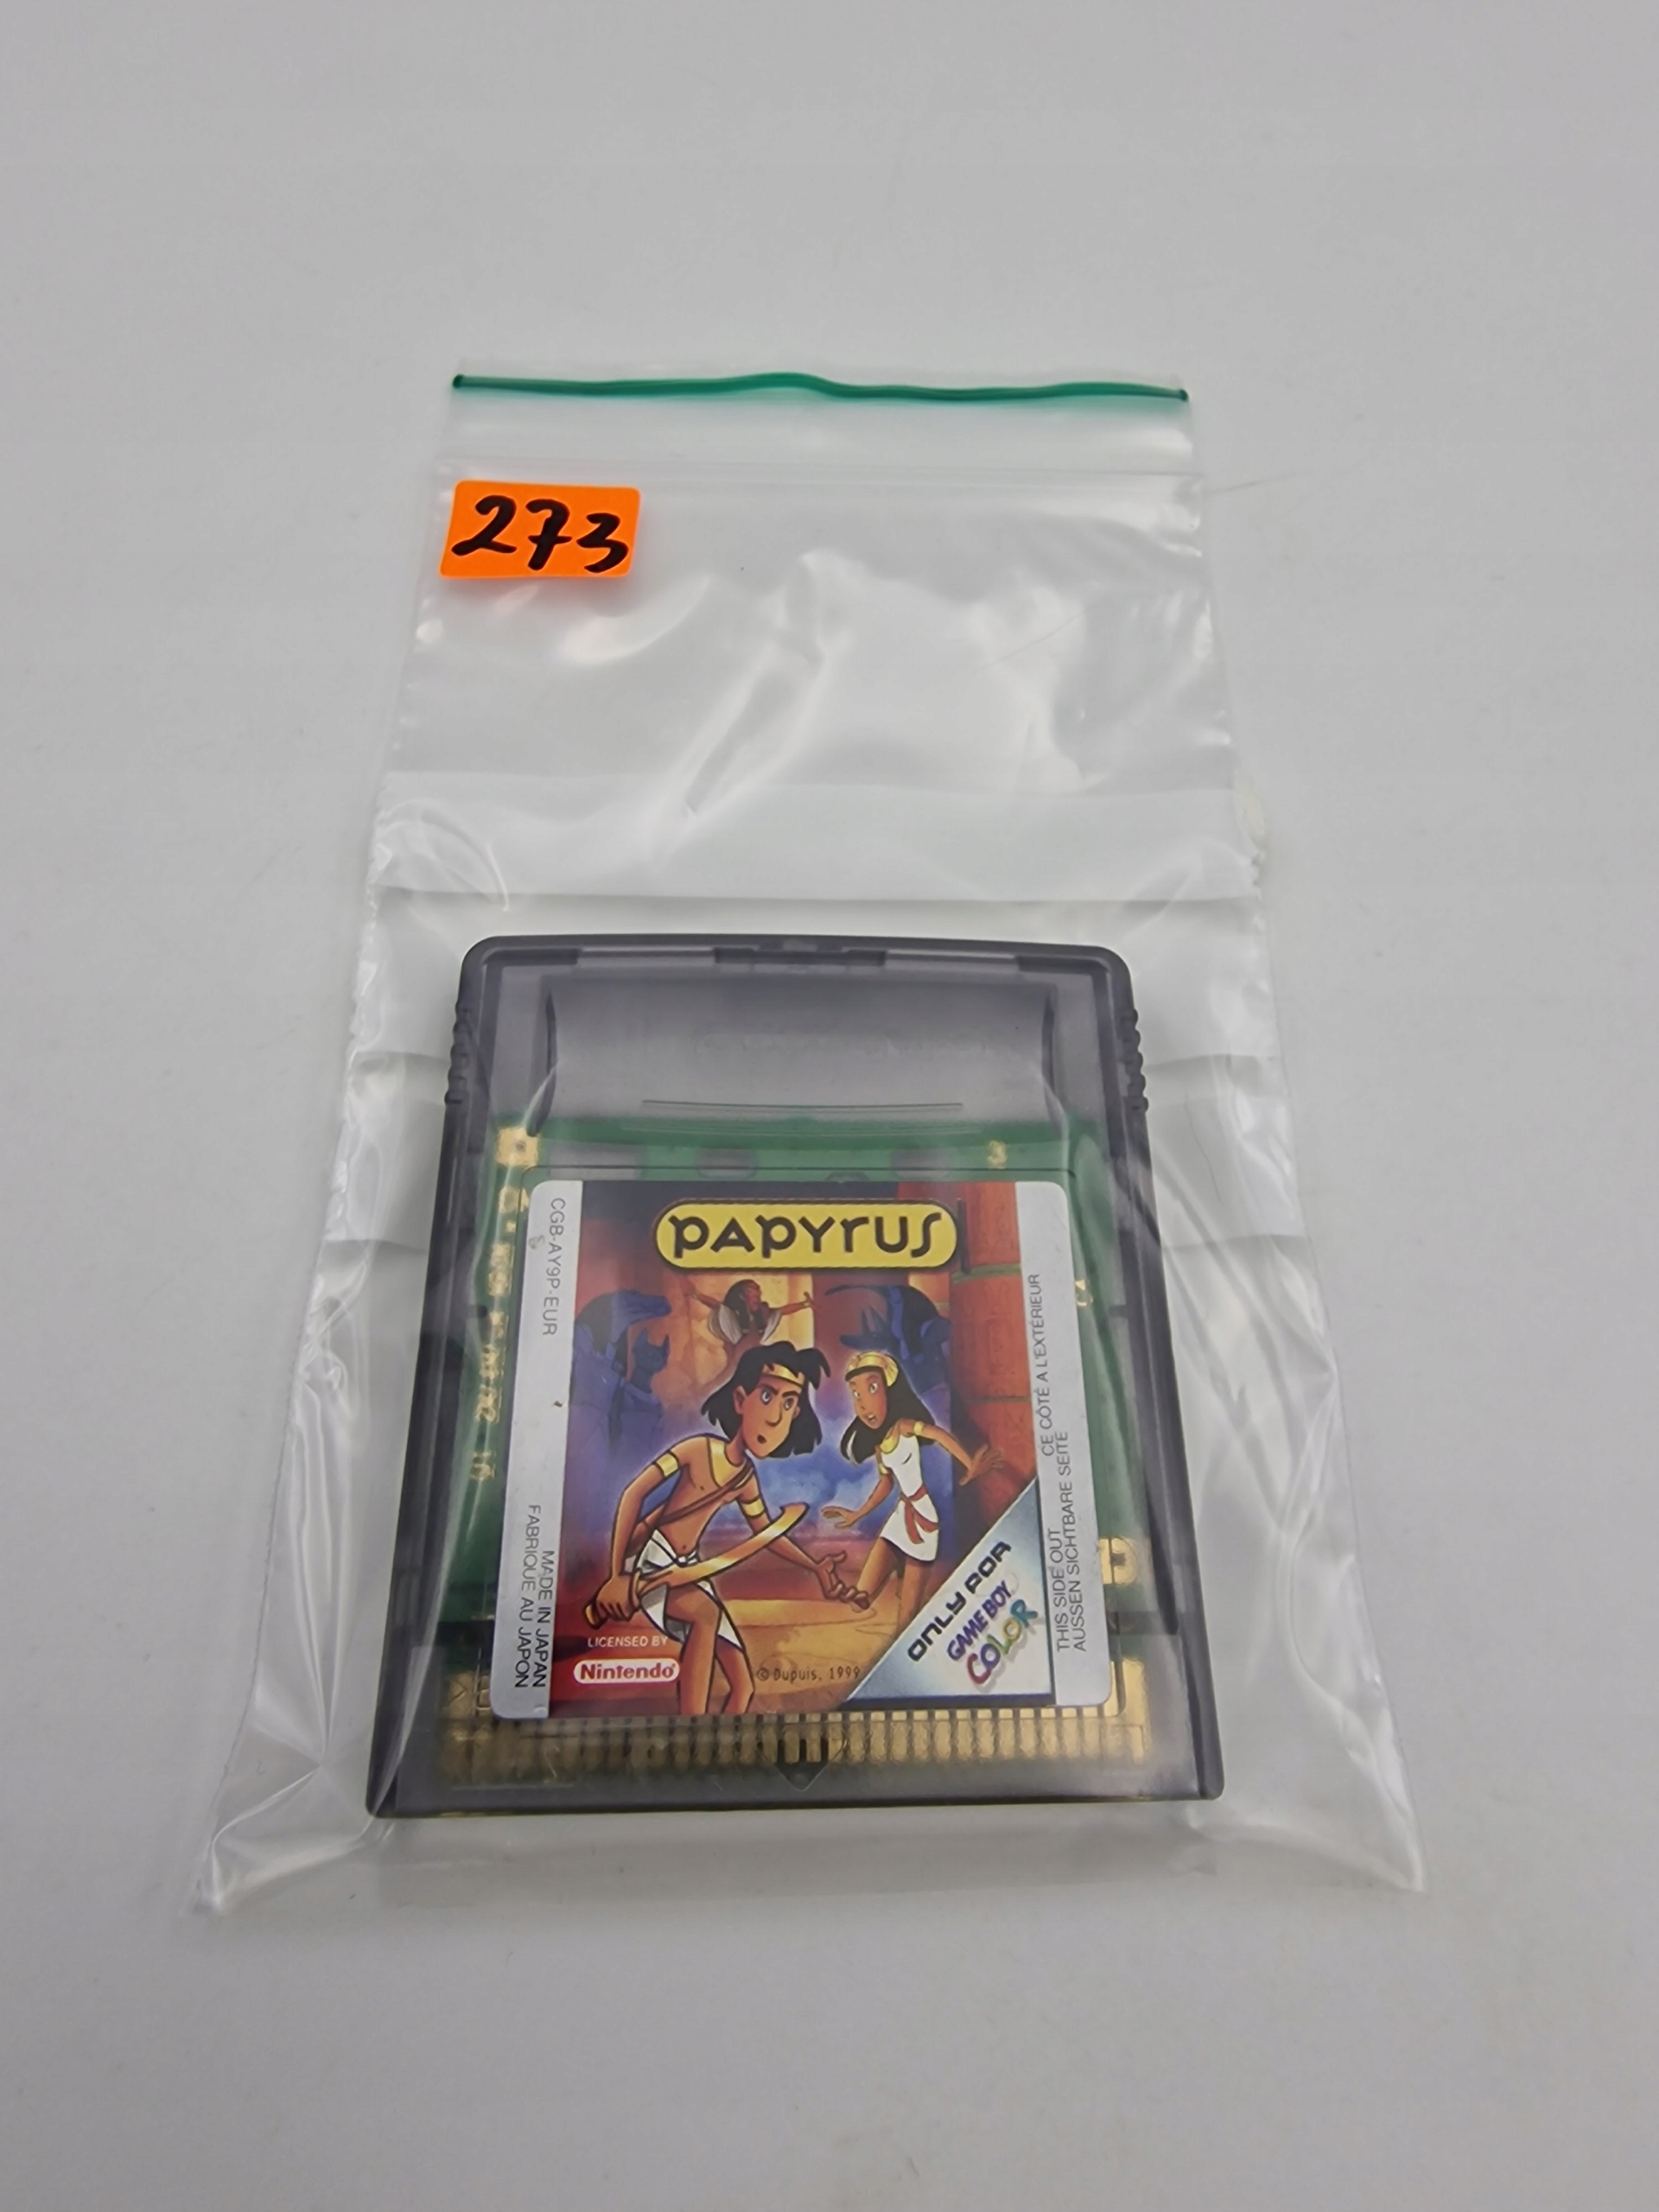 273
PAPYRUS
CGB-AY9P-EUR
MADE IN JAPAN
FABRIQUE AU JAPON
CE CÔTÉ A L'EXTÉRIEUR
THIS SIDE OUT
AUSSEN SICHTBARE SEITE
LICENSED BY
Nintendo
© Dupuis, 1999
ONLY FOR
GAME BOY
COLOR